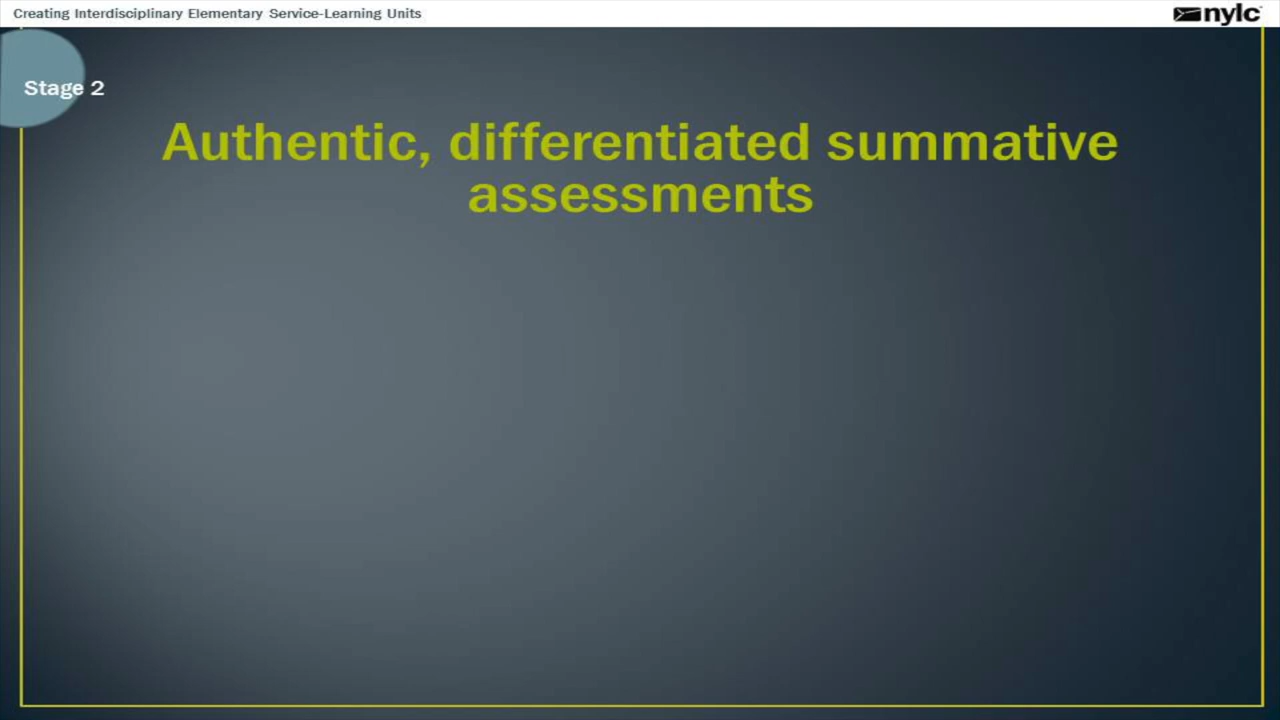 Creating Interdisciplinary Elementary Service-Learning Units
nylc
Stage 2
Authentic, differentiated summative
assessments